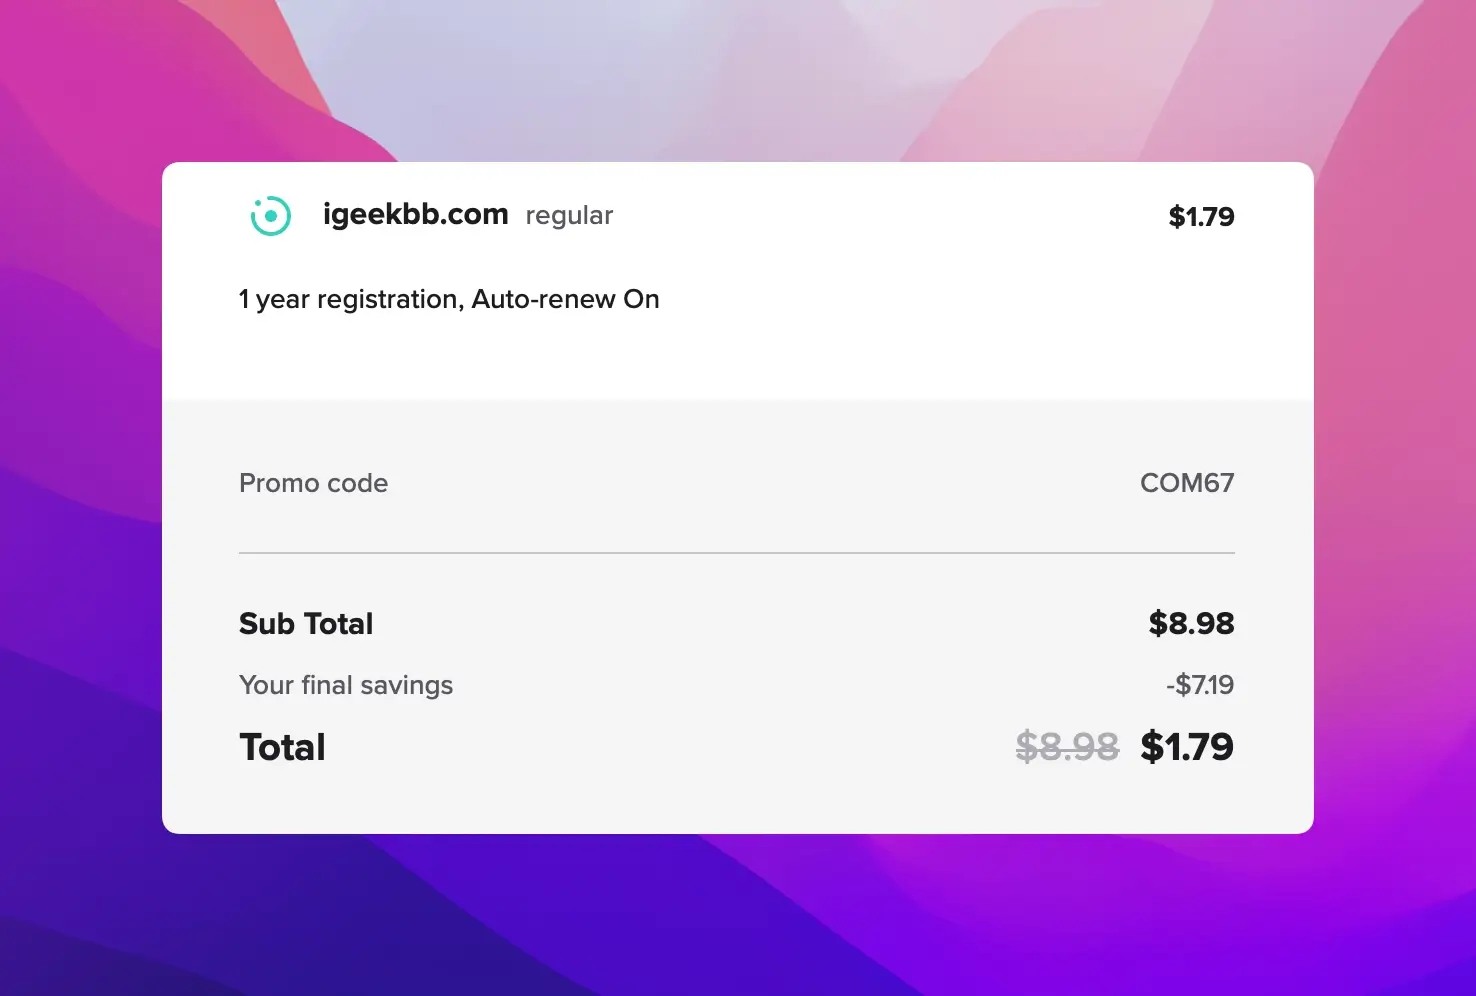 igeekbb.com regular $1.79
1 year registration, Auto-renew On
Promo code COM67
Sub Total $8.98
Your final savings -$7.19
Total $8.98 $1.79